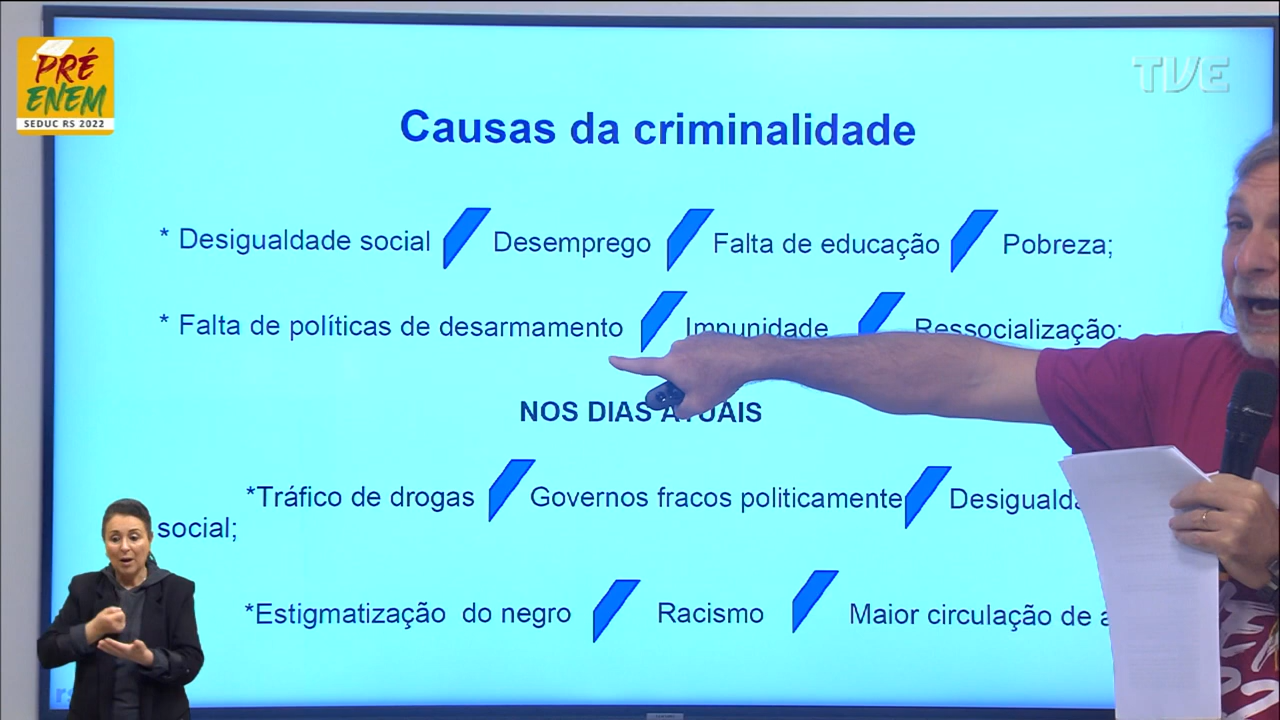 PRÉ
ENEM
SEDUC RS 2022
TVE
Causas da criminalidade
* Desigualdade social Desemprego Falta de educação Pobreza;
* Falta de políticas de desarmamento Impunidade Ressocialização;
NOS DIAS ATUAIS
*Tráfico de drogas Governos fracos politicamente
social;
*Estigmatização do negro Racismo Maior circulação de